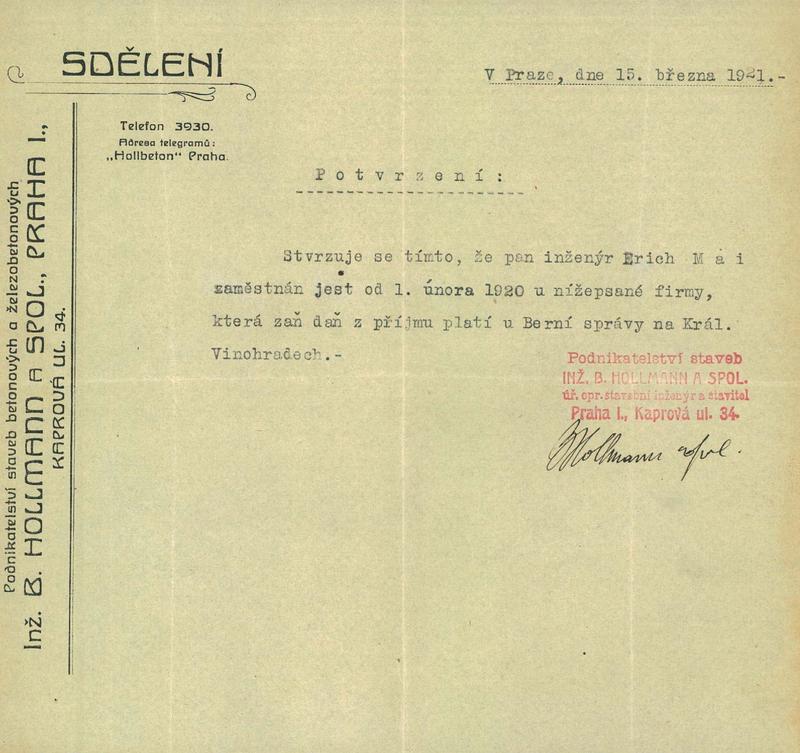 SDĚLENÍ
V Praze, dne 15. března 1921.-
Telefon 3930.
Adresa telegramů:
„Hollbeton“ Praha.
Podnikatelství staveb betonových a železobetonových
Inž. B. HOLLMANN A SPOL., PRAHA I.,
KAPROVÁ UL. 34.
Potvrzení:
Stvrzuje se tímto, že pan inženýr Erich Mai
zaměstnán jest od 1. února 1920 u nížepsané firmy,
která zaň daň z příjmu platí u Berní správy na Král.
Vinohradech.-
Podnikatelství staveb
INŽ. B. HOLLMANN A SPOL.
úř. opr. stavební inženýr a stavitel
Praha I., Kaprová ul. 34.
BHollmann a spol.